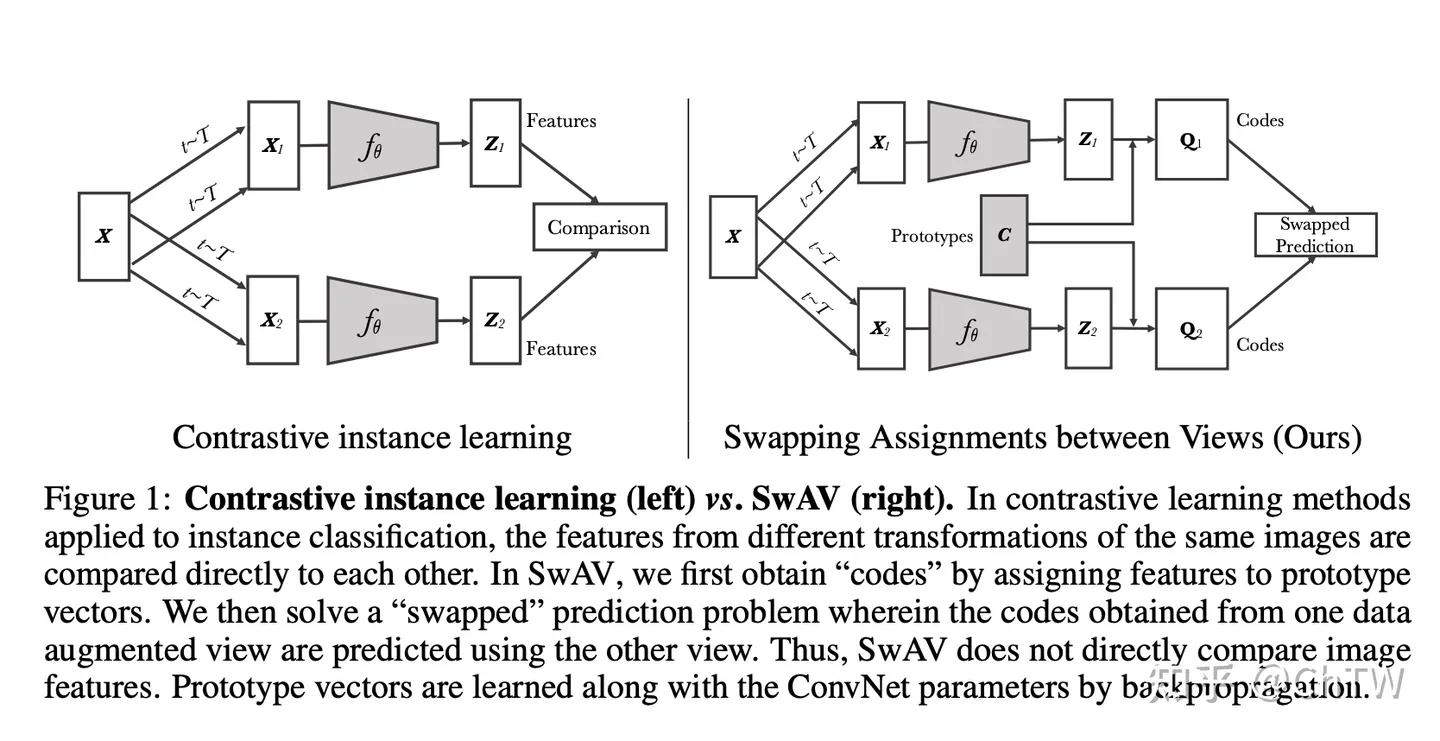 t~T
X1
fθ
Z1
Features
t~T
X
t~T
Comparison
t~T
X2
fθ
Z2
Features
Contrastive instance learning
t~T
X1
fθ
Z1
Q1
Codes
t~T
X
Prototypes
C
Swapped
Prediction
t~T
t~T
X2
fθ
Z2
Q2
Codes
Swapping Assignments between Views (Ours)
Figure 1: Contrastive instance learning (left) vs. SwAV (right). In contrastive learning methods
applied to instance classification, the features from different transformations of the same images are
compared directly to each other. In SwAV, we first obtain “codes” by assigning features to prototype
vectors. We then solve a “swapped” prediction problem wherein the codes obtained from one data
augmented view are predicted using the other view. Thus, SwAV does not directly compare image
features. Prototype vectors are learned along with the ConvNet parameters by backpropragation.
知乎 @ChTW